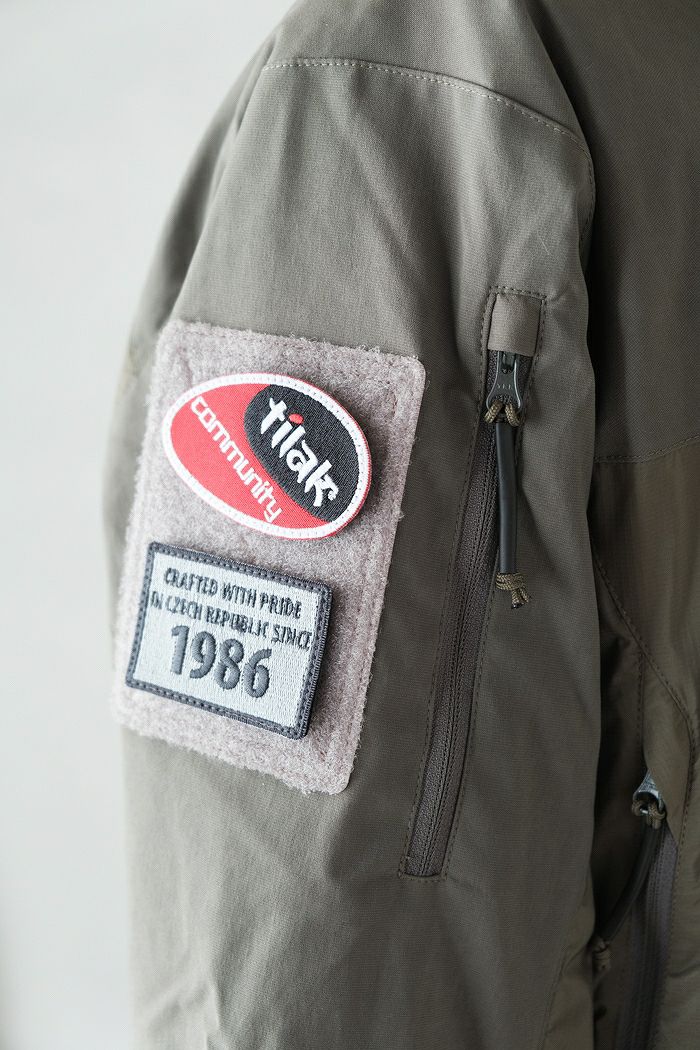 tilak
community
CRAFTED WITH PRIDE
IN CZECH REPUBLIC SINCE
1986